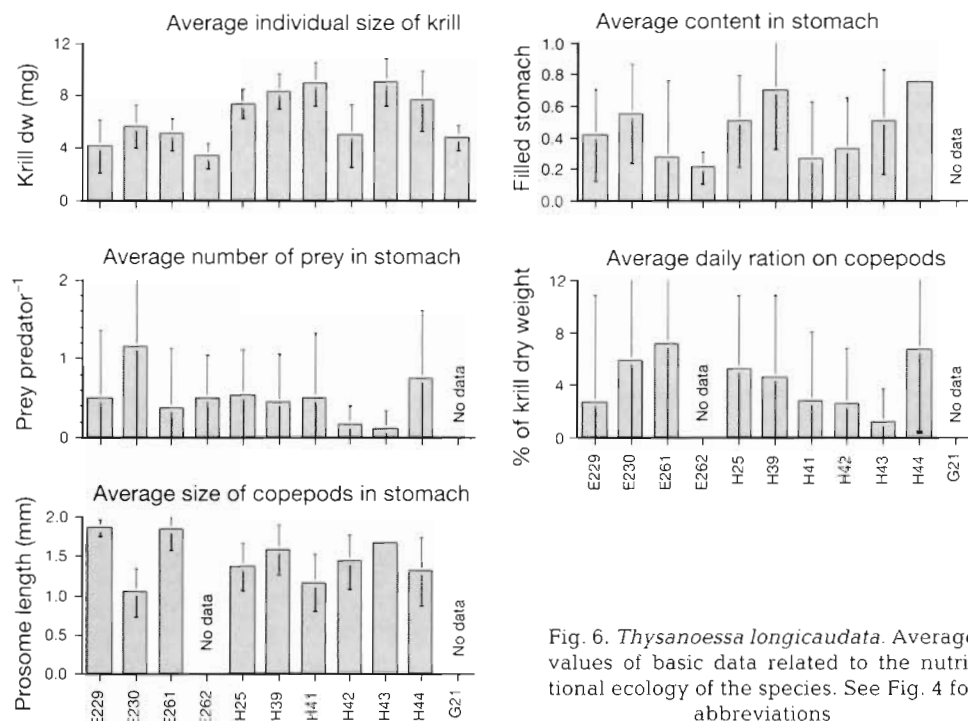 Average individual size of krill
Krill dw (mg)
12
8
4
0
Average content in stomach
Filled stomach
1.0
0.8
0.6
0.4
0.2
0.0
No data
Average number of prey in stomach
Prey predator⁻¹
2
1
0
No data
Average daily ration on copepods
% of krill dry weight
12
8
4
0
No data
No data
E229
E230
E261
E262
H25
H39
H41
H42
H43
H44
G21
Average size of copepods in stomach
Prosome length (mm)
2.0
1.5
1.0
0.5
0.0
No data
No data
E229
E230
E261
E262
H25
H39
H41
H42
H43
H44
G21
Fig. 6. Thysanoessa longicaudata. Average
values of basic data related to the nutri
tional ecology of the species. See Fig. 4 fo
abbreviations